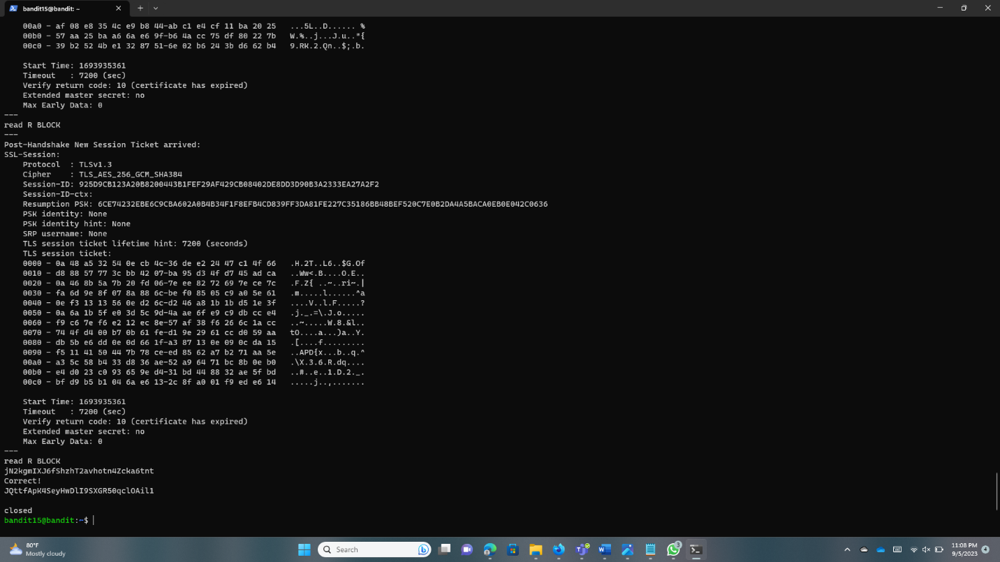 bandit15@bandit: ~
00a0 - af 08 e8 35 4c e9 b8 44-ab c1 e4 cf 11 ba 20 25   ...5L..D...... %
00b0 - 57 aa 25 ba a6 6a e6 9f-b6 4a cc 75 df 80 22 7b   W.%..j...J.u.."{
00c0 - 39 b2 52 4b e1 32 87 51-6e 02 b6 24 3b d6 62 b4   9.RK.2.Qn..$;.b.
Start Time: 1693935361
Timeout   : 7200 (sec)
Verify return code: 10 (certificate has expired)
Extended master secret: no
Max Early Data: 0
---
read R BLOCK
---
Post-Handshake New Session Ticket arrived:
SSL-Session:
Protocol  : TLSv1.3
Cipher    : TLS_AES_256_GCM_SHA384
Session-ID: 925D9CB123A20B8200443B1FEF29AF429CB08402DE8DD3D90B3A2333EA27A2F2
Session-ID-ctx:
Resumption PSK: 6CE74232EBE6C9CBA602A0B4B34F1F8EFB4CD839FF3DA81FE227C35186BB48BEF520C7E0B2DA4A5BACA0EB0E042C0636
PSK identity: None
PSK identity hint: None
SRP username: None
TLS session ticket lifetime hint: 7200 (seconds)
TLS session ticket:
0000 - 0a 48 a5 32 54 0e cb 4c-36 de e2 24 47 c1 4f 66   .H.2T..L6..$G.Of
0010 - d8 88 57 77 3c bb 42 07-ba 95 d3 4f d7 45 ad ca   ..Ww<.B....O.E..
0020 - 0a 46 8b 5a 7b 20 fd 06-7e ee 82 72 69 7e ce 7c   .F.Z{ ..~..ri~.|
0030 - fa 6d 9e 8f 07 8a 88 6c-be f0 85 05 c9 a0 5e 61   .m.....l......^a
0040 - 0e f3 13 13 56 0e d2 6c-d2 46 a8 1b 1b d5 1e 3f   ....V..l.F.....?
0050 - 0a 6a 1b 5f e0 3d 5c 9d-4a ae 6f e9 c9 db cc e4   .j._.=\.J.o.....
0060 - f9 c6 7e f6 e2 12 ec 8e-57 af 38 f6 26 6c 1a cc   ..~.....W.8.&l..
0070 - 74 4f d4 00 b7 0b 61 fe-d1 9e 29 61 cc d0 59 aa   tO....a...)a..Y.
0080 - db 5b e6 dd 0e 0d 66 1f-a3 87 13 0e 09 0c da 15   .[....f.........
0090 - f5 11 41 50 44 7b 78 ce-ed 85 62 a7 b2 71 aa 5e   ..APD{x...b..q.^
00a0 - a3 5c 58 b4 33 d8 36 ae-52 a9 64 71 bc 8b 0e b0   .\X.3.6.R.dq....
00b0 - e4 d0 23 c0 93 65 9e d4-31 bd 44 88 32 ae 5f bd   ..#..e..1.D.2._.
00c0 - bf d9 b5 b1 04 6a e6 13-2c 8f a0 01 f9 ed e6 14   .....j..,.......
Start Time: 1693935361
Timeout   : 7200 (sec)
Verify return code: 10 (certificate has expired)
Extended master secret: no
Max Early Data: 0
---
read R BLOCK
jN2kgmIXJ6fShzhT2avhotn4Zcka6tnt
Correct!
JQttfApK4SeyHwDlI9SXGR50qclOAil1
closed
bandit15@bandit:~$
80°F
Mostly cloudy
Search
3
11:08 PM
9/5/2023
4